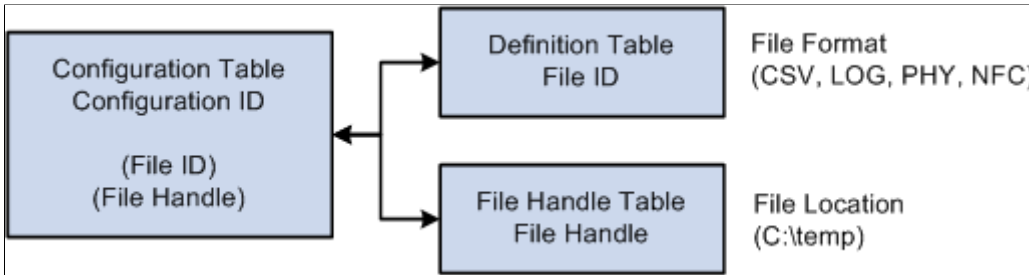 Configuration Table
Configuration ID
(File ID)
(File Handle)
Definition Table
File ID
File Format
(CSV, LOG, PHY, NFC)
File Handle Table
File Handle
File Location
(C:\temp)